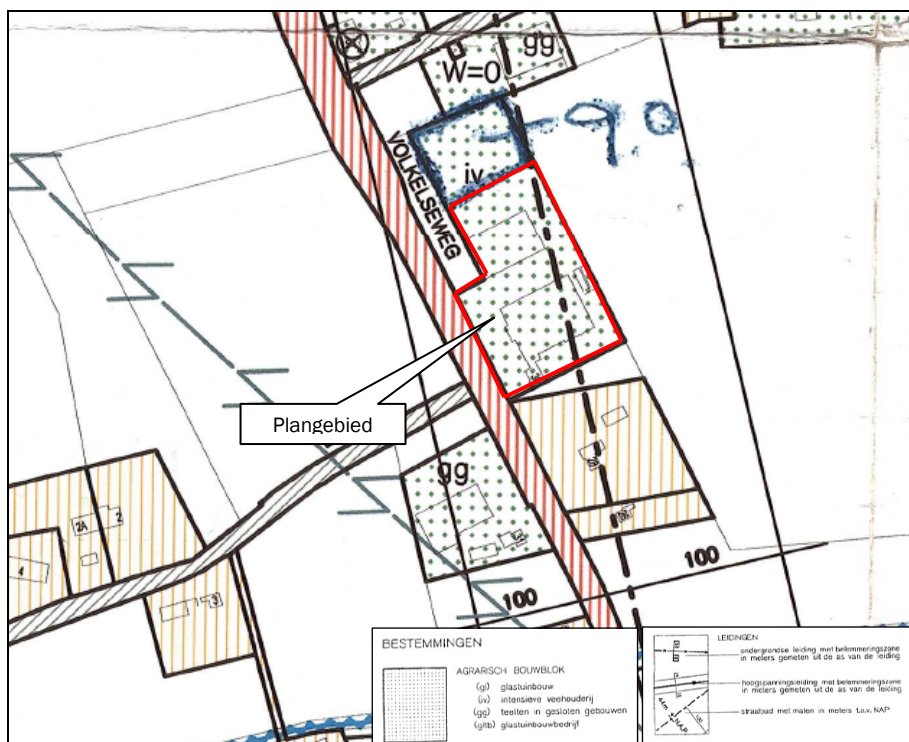 gg
W=0
9.0
VOLKELSEWEG
iv
Plangebied
gg
2A
2
4
3
100
100
BESTEMMINGEN
AGRARISCH BOUWBLOK
(gl) glastuinbouw
(iv) intensieve veehouderij
(gg) teelten in gesloten gebouwen
(gltb) glastuinbouwbedrijf
LEIDINGEN
ondergrondse leiding met belemmeringszone
in meters gemeten uit de as van de leiding
hoogspanningsleiding met belemmeringszone
in meters gemeten uit de as van de leiding
straalpad met maten in meters t.o.v. NAP
44m
NAP
100